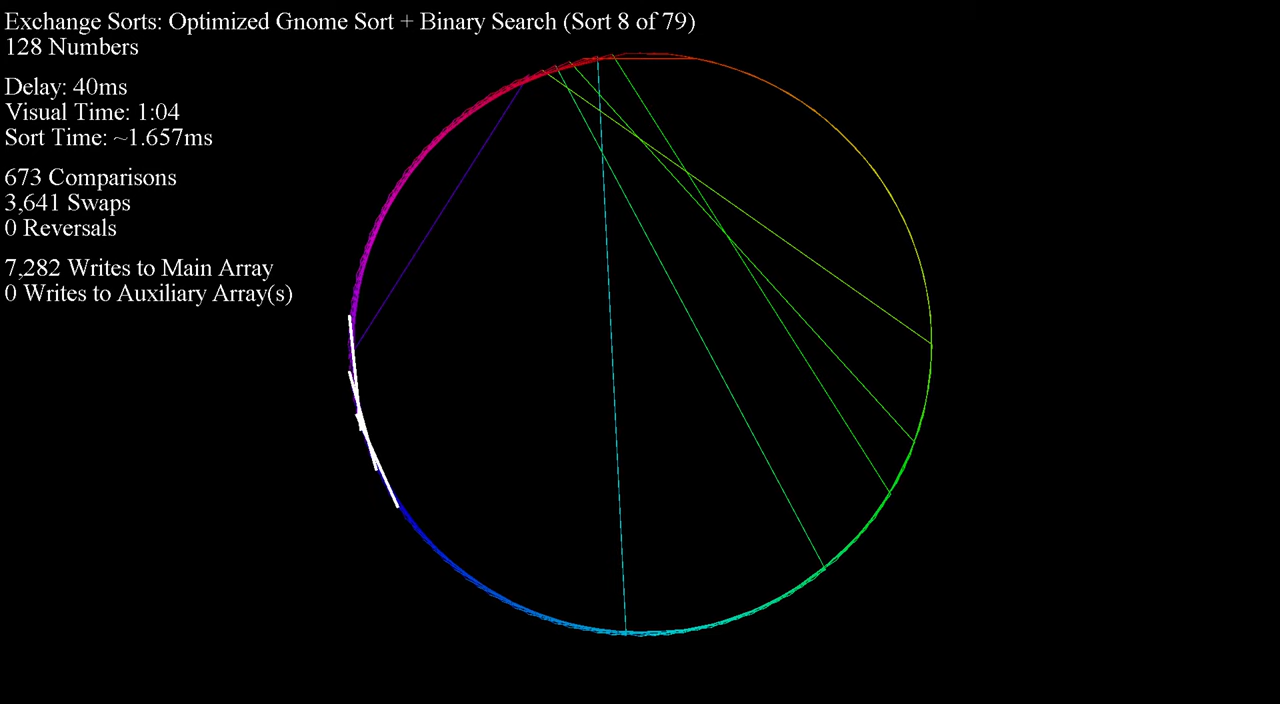 Exchange Sorts: Optimized Gnome Sort + Binary Search (Sort 8 of 79)
128 Numbers
Delay: 40ms
Visual Time: 1:04
Sort Time: ~1.657ms
673 Comparisons
3,641 Swaps
0 Reversals
7,282 Writes to Main Array
0 Writes to Auxiliary Array(s)